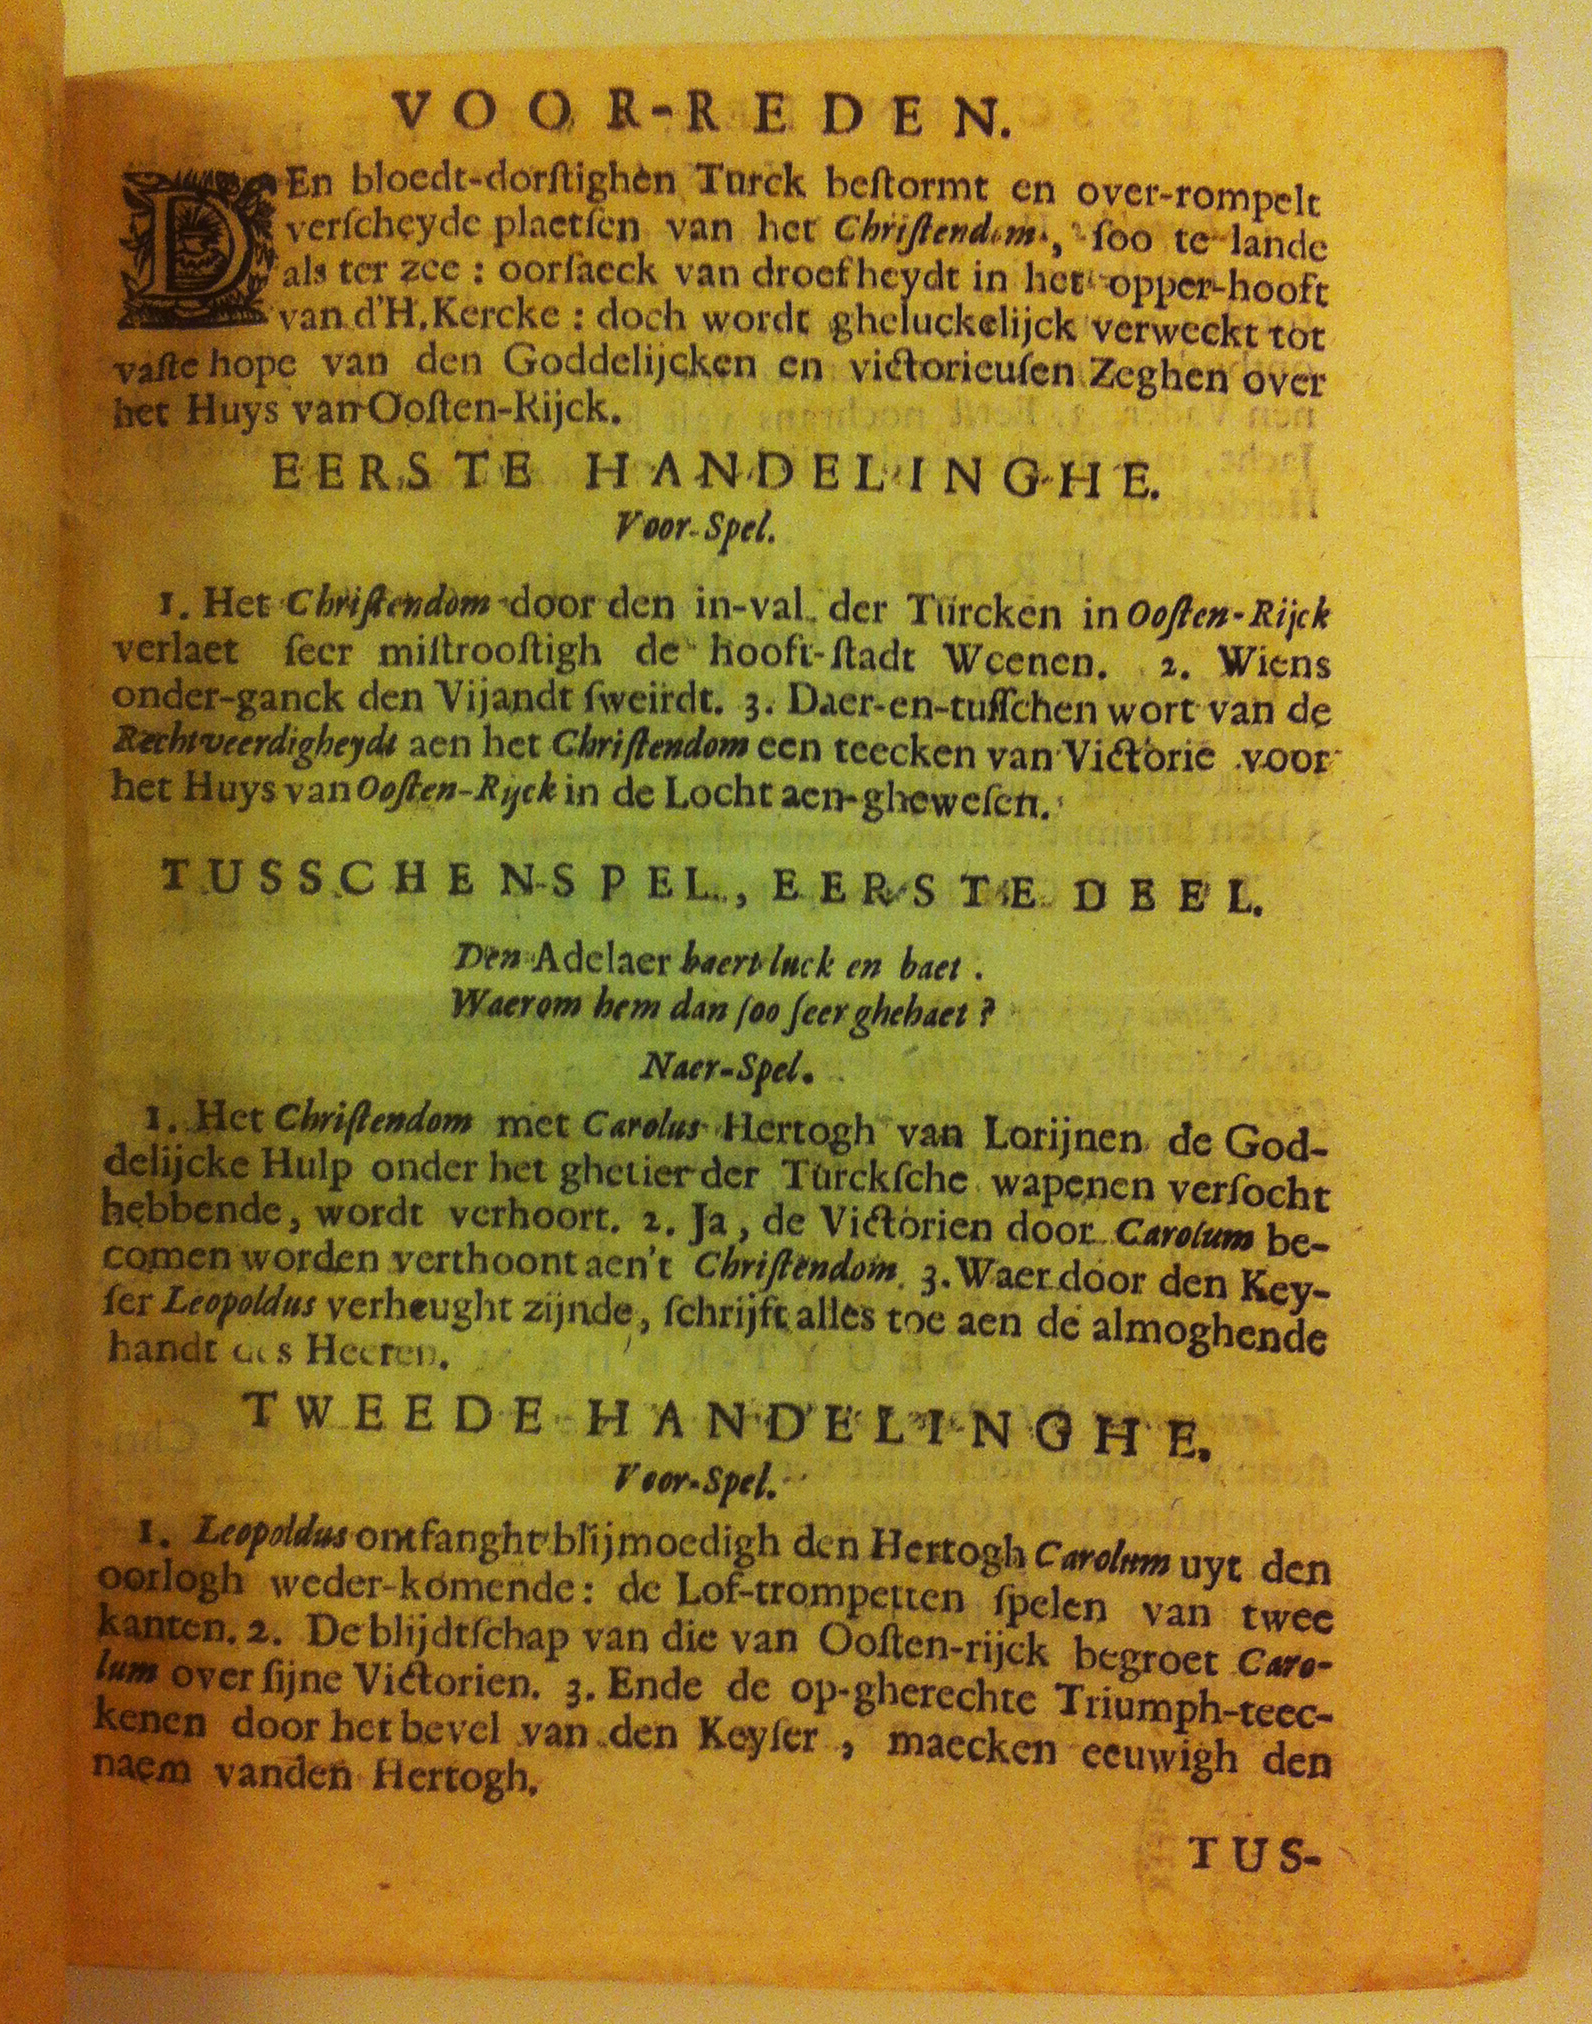 VOOR-REDEN.
DEn bloedt-dorſtighen Turck beſtormt en over-rompelt
verſcheyde plaetſen van het Chriſtendom, ſoo te lande
als ter zee : oorſaeck van droefheydt in het opper-hooft
van d'H. Kercke : doch wordt gheluckelijck verweckt tot
vaſte hope van den Goddelijcken en victorieuſen Zeghen over
het Huys van Ooſten-Rijck.
EERSTE HANDELINGHE.
Voor-Spel.
1. Het Chriſtendom door den in-val der Turcken in Ooſten-Rijck
verlaet ſeer miſtrooſtigh de hooft-ſtadt Weenen. 2. Wiens
onder-ganck den Vijandt ſweirdt. 3. Daer-en-tuſſchen wort van de
Rechtveerdigheydt aen het Chriſtendom een teecken van Victorie voor
het Huys van Ooſten-Rijck in de Locht aen-gheweſen.
TUSSCHEN-SPEL, EERSTE DEEL.
Den Adelaer baert luck en baet.
Waerom hem dan ſoo ſeer ghehaet ?
Naer-Spel.
1. Het Chriſtendom met Carolus Hertogh van Lorijnen de God-
delijcke Hulp onder het ghetier der Turckſche wapenen verſocht
hebbende, wordt verhoort. 2. Ja, de Victorien door Carolum be-
comen worden verthoont aen't Chriſtendom. 3. Waer door den Key-
ſer Leopoldus verheught zijnde, ſchrijft alles toe aen de almoghende
handt des Heeren.
TWEEDE HANDELINGHE.
Voor-Spel.
1. Leopoldus ontfanght blijmoedigh den Hertogh Carolum uyt den
oorlogh weder-komende: de Lof-trompetten ſpelen van twee
kanten. 2. De blijdtſchap van die van Ooſten-rijck begroet Caro-
lum over ſijne Victorien. 3. Ende de op-gherechte Triumph-teec-
kenen door het bevel van den Keyſer, maecken eeuwigh den
naem vanden Hertogh.
TUS-